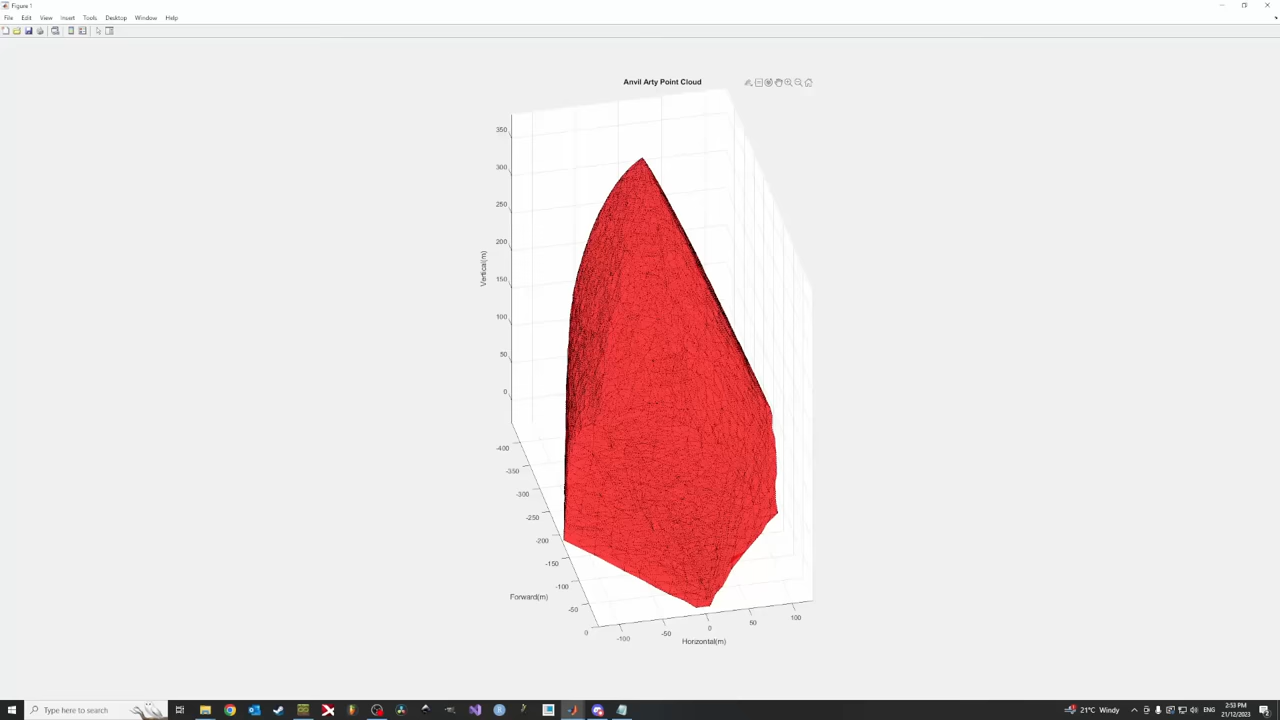 Figure 1
File Edit View Insert Tools Desktop Window Help
Anvil Arty Point Cloud
350
300
250
200
150
100
50
0
Vertical(m)
-400
-350
-300
-250
-200
-150
-100
-50
0
Forward(m)
-100
-50
0
50
100
Horizontal(m)
Type here to search
21°C Windy
2:53 PM
21/12/2023